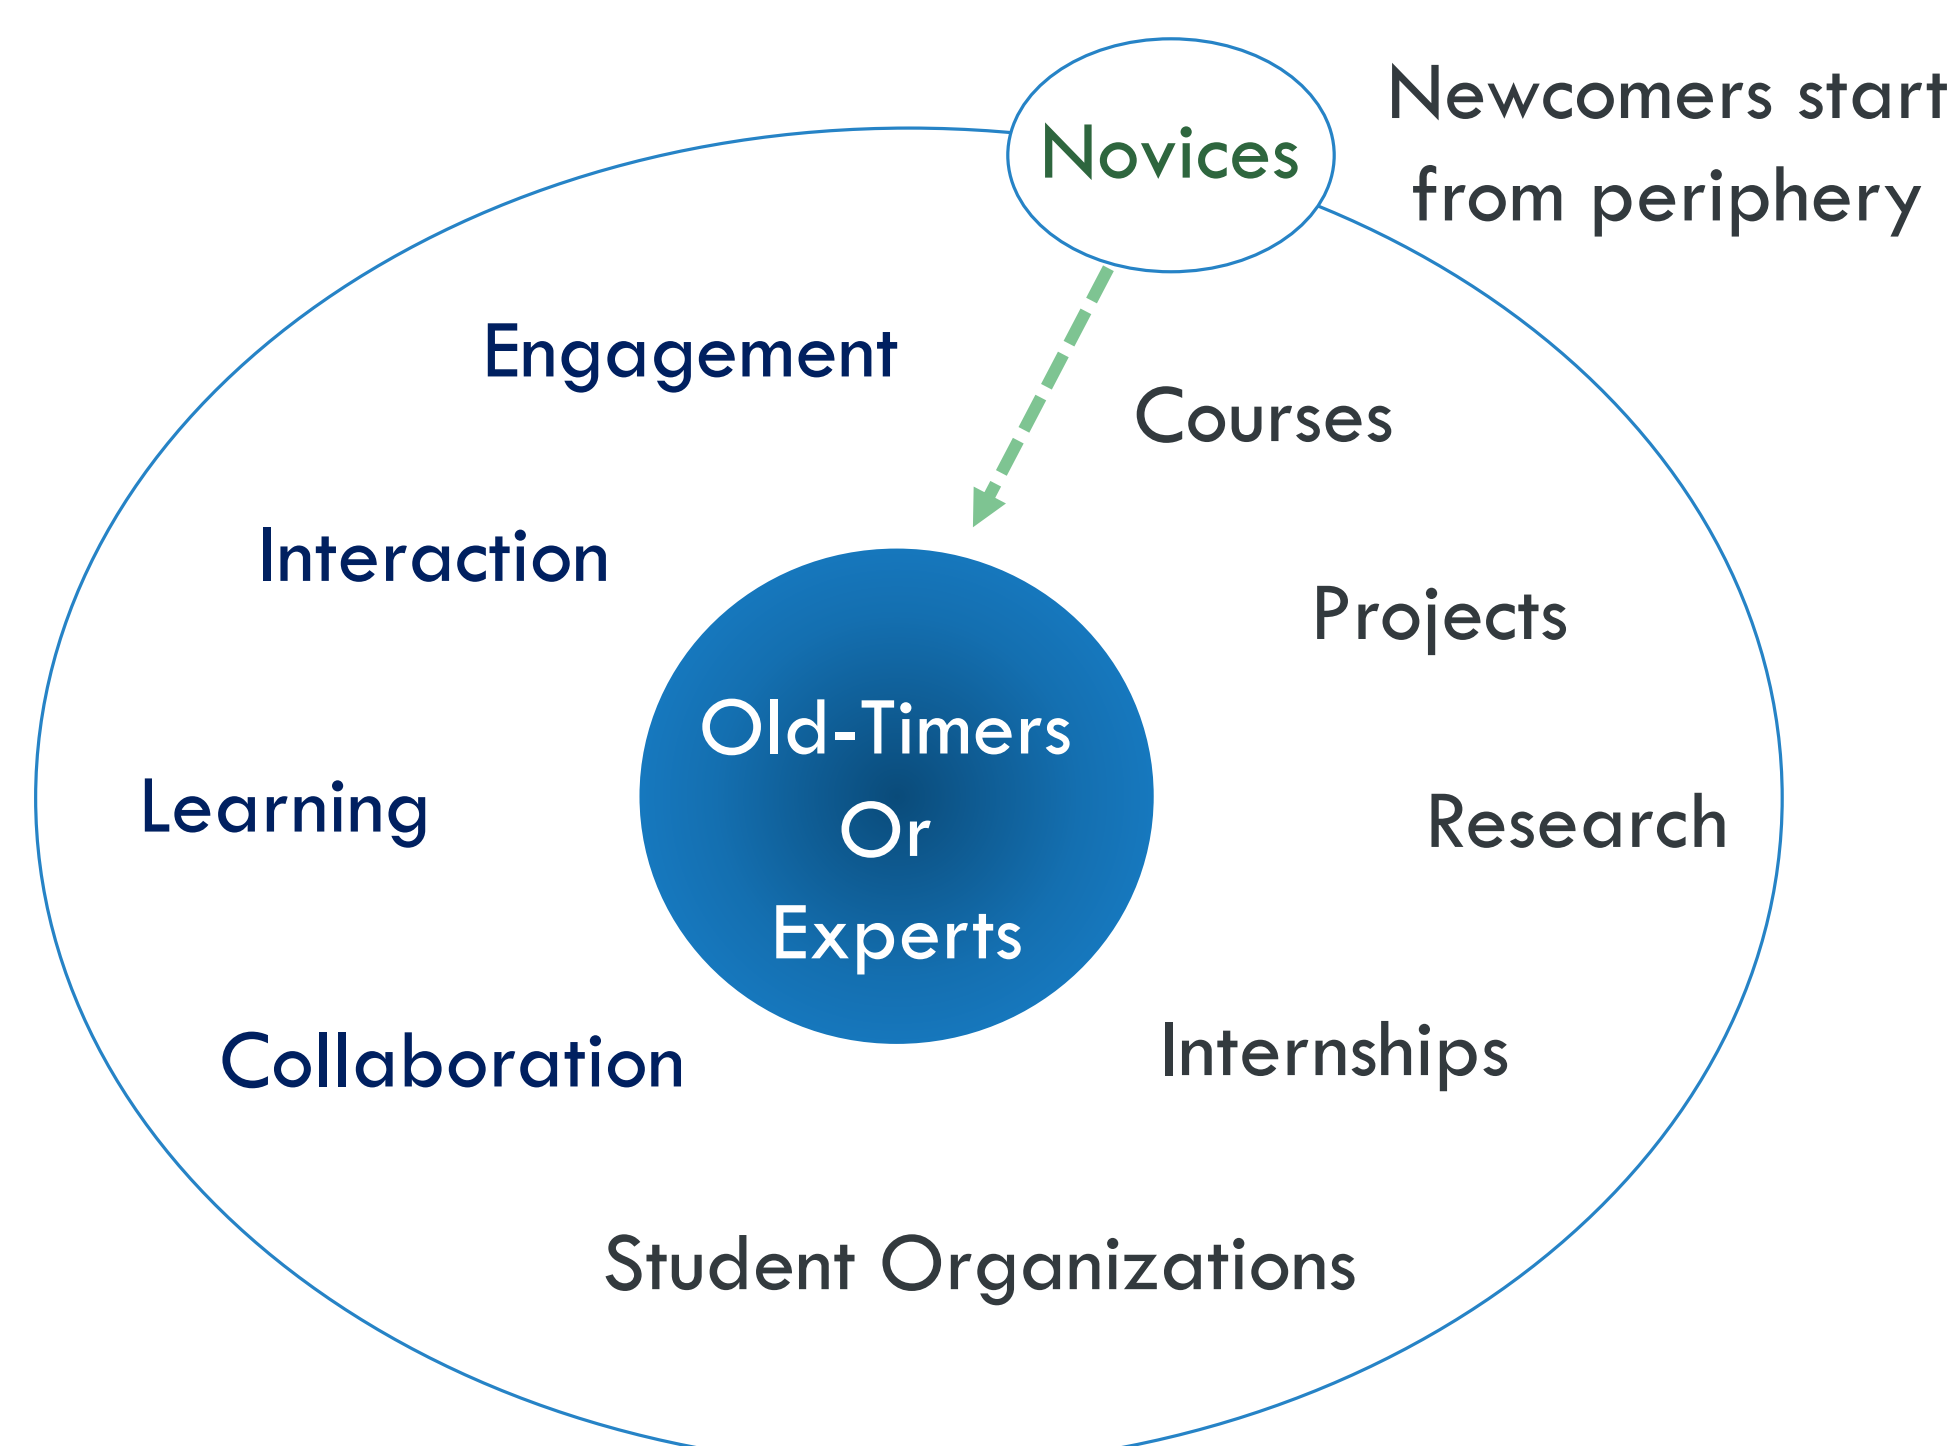 Novices
Newcomers start
from periphery
Engagement
Courses
Interaction
Projects
Old-Timers
Or
Experts
Learning
Research
Collaboration
Internships
Student Organizations